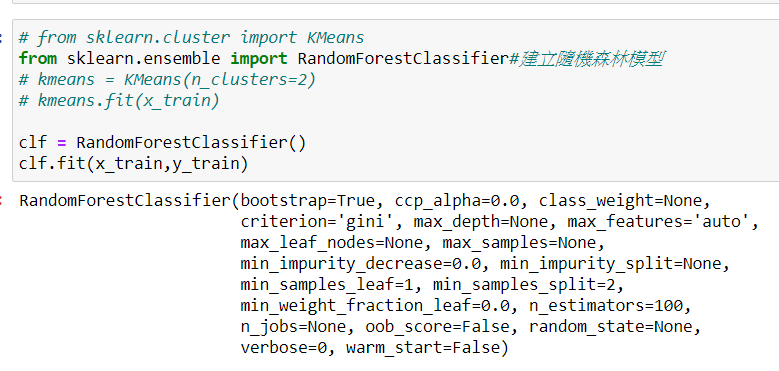 # from sklearn.cluster import KMeans
from sklearn.ensemble import RandomForestClassifier#建立隨機森林模型
# kmeans = KMeans(n_clusters=2)
# kmeans.fit(x_train)
clf = RandomForestClassifier()
clf.fit(x_train,y_train)
RandomForestClassifier(bootstrap=True, ccp_alpha=0.0, class_weight=None,
criterion='gini', max_depth=None, max_features='auto',
max_leaf_nodes=None, max_samples=None,
min_impurity_decrease=0.0, min_impurity_split=None,
min_samples_leaf=1, min_samples_split=2,
min_weight_fraction_leaf=0.0, n_estimators=100,
n_jobs=None, oob_score=False, random_state=None,
verbose=0, warm_start=False)